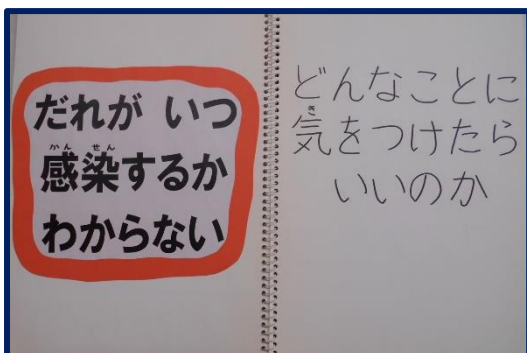 だれが いつ
感染するか
わからない
どんなことに
気をつけたら
いいのか